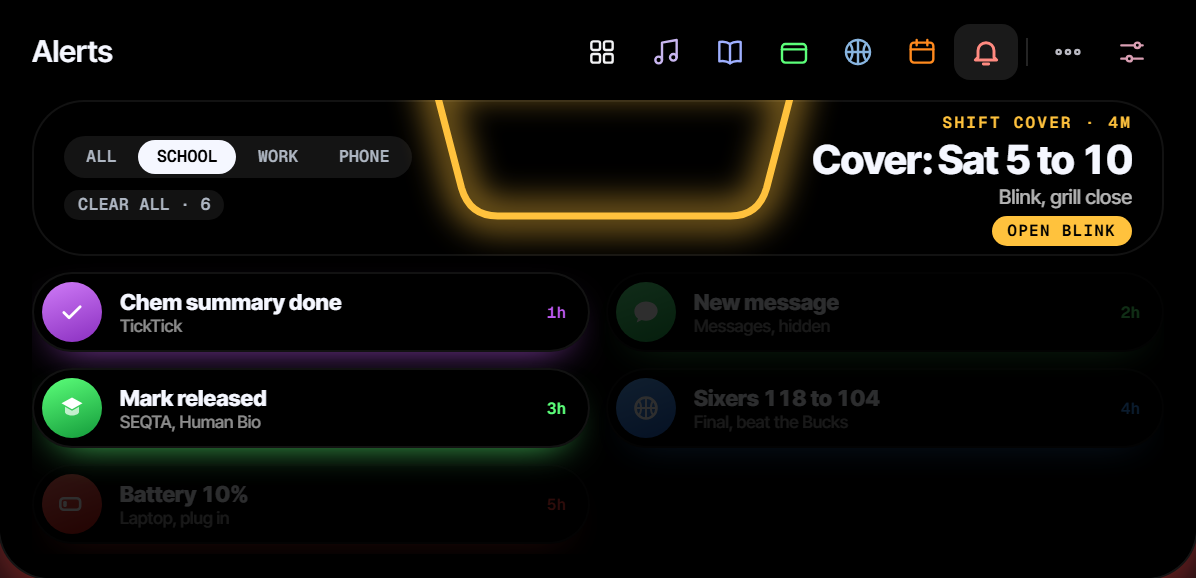 Alerts
ALL SCHOOL WORK PHONE
CLEAR ALL · 6
SHIFT COVER · 4M
Cover: Sat 5 to 10
Blink, grill close
OPEN BLINK
Chem summary done
TickTick
1h
New message
Messages, hidden
2h
Mark released
SEQTA, Human Bio
3h
Sixers 118 to 104
Final, beat the Bucks
4h
Battery 10%
Laptop, plug in
5h